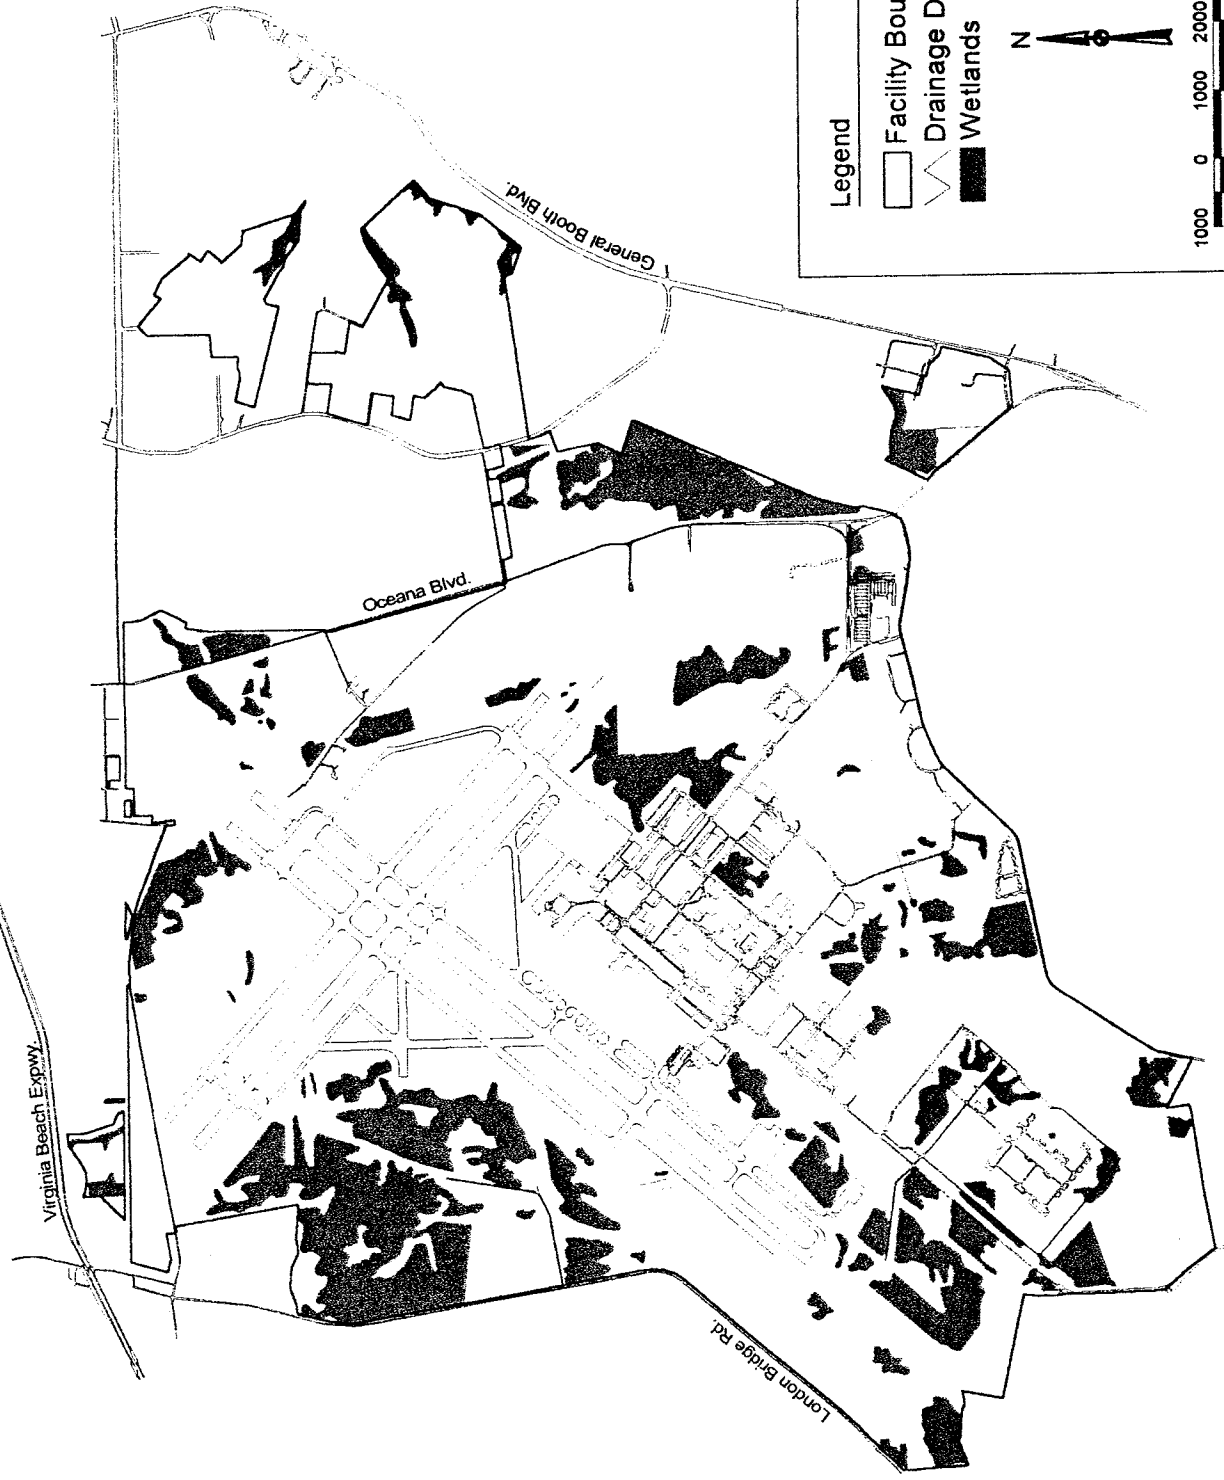 Virginia Beach Expwy.
Oceana Blvd.
General Booth Blvd.
London Bridge Rd.
F
Legend
Facility Bou
Drainage D
Wetlands
N
1000 0 1000 2000